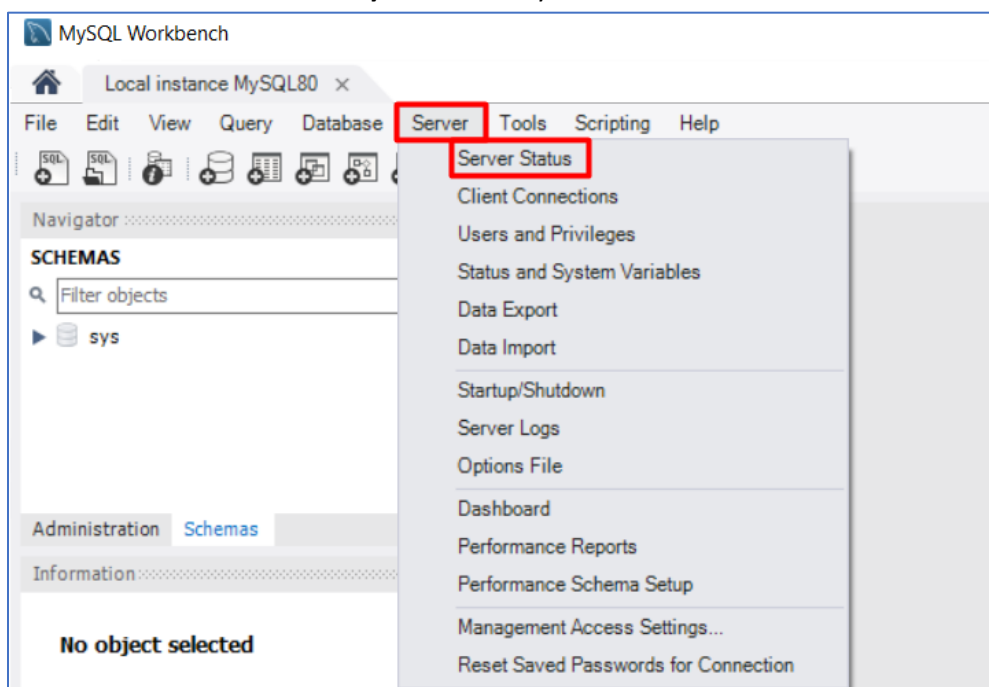 MySQL Workbench
Local instance MySQL80 ×
File Edit View Query Database Server Tools Scripting Help
SQL SQL
Navigator
SCHEMAS
Filter objects
sys
Administration Schemas
Information
No object selected
Server Status
Client Connections
Users and Privileges
Status and System Variables
Data Export
Data Import
Startup/Shutdown
Server Logs
Options File
Dashboard
Performance Reports
Performance Schema Setup
Management Access Settings...
Reset Saved Passwords for Connection